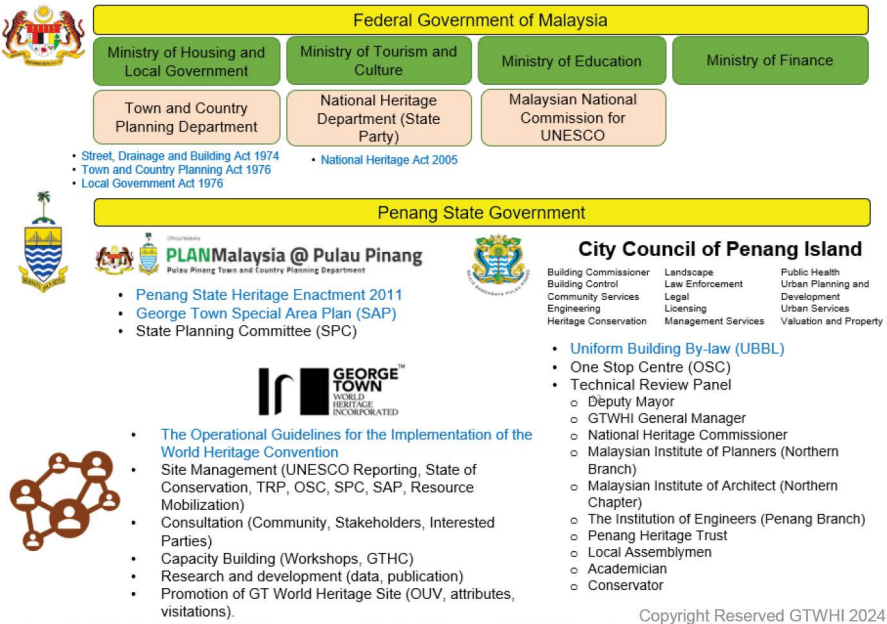 Federal Government of Malaysia
Ministry of Housing and
Local Government
Ministry of Tourism and
Culture
Ministry of Education
Ministry of Finance
Town and Country
Planning Department
National Heritage
Department (State
Party)
Malaysian National
Commission for
UNESCO
• Street, Drainage and Building Act 1974
• Town and Country Planning Act 1976
• Local Government Act 1976
• National Heritage Act 2005
Penang State Government
PLANMalaysia @ Pulau Pinang
Pulau Pinang Town and Country Planning Department
• Penang State Heritage Enactment 2011
• George Town Special Area Plan (SAP)
• State Planning Committee (SPC)
GEORGE
TOWN
WORLD
HERITAGE
INCORPORATED
TM
• The Operational Guidelines for the Implementation of the
World Heritage Convention
• Site Management (UNESCO Reporting, State of
Conservation, TRP, OSC, SPC, SAP, Resource
Mobilization)
• Consultation (Community, Stakeholders, Interested
Parties)
• Capacity Building (Workshops, GTHC)
• Research and development (data, publication)
• Promotion of GT World Heritage Site (OUV, attributes,
visitations).
City Council of Penang Island
Building Commissioner
Building Control
Community Services
Engineering
Heritage Conservation
Landscape
Law Enforcement
Legal
Licensing
Management Services
Public Health
Urban Planning and
Development
Urban Services
Valuation and Property
• Uniform Building By-law (UBBL)
• One Stop Centre (OSC)
• Technical Review Panel
o Deputy Mayor
o GTWHI General Manager
o National Heritage Commissioner
o Malaysian Institute of Planners (Northern
Branch)
o Malaysian Institute of Architect (Northern
Chapter)
o The Institution of Engineers (Penang Branch)
o Penang Heritage Trust
o Local Assemblymen
o Academician
o Conservator
Copyright Reserved GTWHI 2024